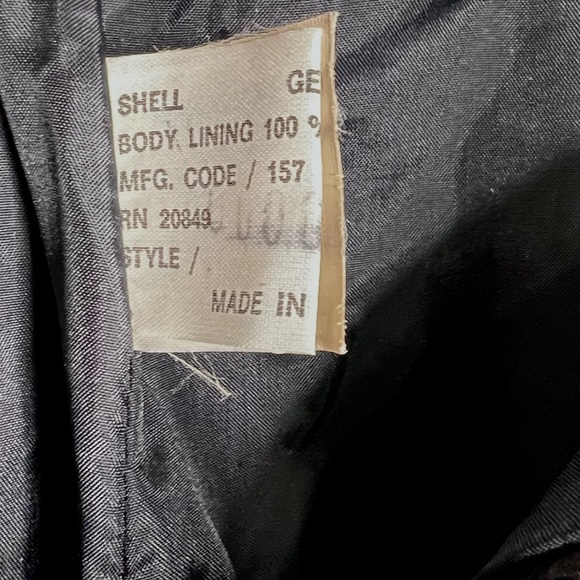 SHELL GE
BODY LINING 100 %
MFG. CODE / 157
RN 20849
STYLE /
MADE IN